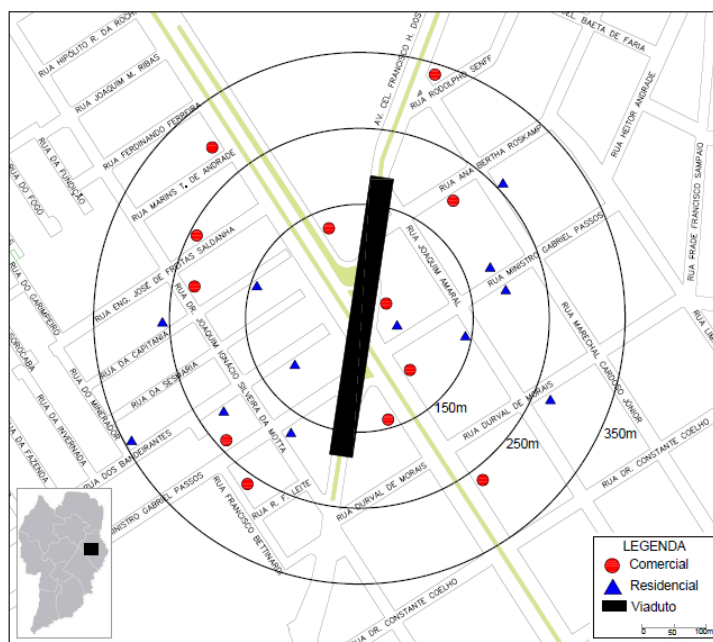 RUA HIPÓLITO R. DA ROCHA
RUA JOAQUIM M. RIBAS
RUA FERDINANDO FERREIRA
RUA MARINS T. DE ANDRADE
RUA DA FUNDIÇÃO
RUA DO FOGO
RUA DO GARIMPEIRO
SOROCABA
RUA ENG. JOSÉ DE FREITAS SALDANHA
RUA DA CAPITANIA
RUA DR. JOAQUIM IGNÁCIO SILVEIRA DA MOTTA
RUA DA SESMARIA
RUA DO MINERADOR
RUA DA INVERNADA
RUA DA FAZENDA
RUA DOS BANDEIRANTES
MINISTRO GABRIEL PASSOS
RUA FRANCISCO BETTINARDI
RUA R. F. LEITE
AV. CEL. FRANCISCO H. DOS
RUA RODOLPHO SENFF
EL. BAETA DE FARIA
RUA HEITOR ANDRADE
RUA ANA BERTHA ROSKAMP
RUA FRADE FRANCISCO SAMPAIO
RUA JOAQUIM AMARAL
RUA MINISTRO GABRIEL PASSOS
RUA MARECHAL CARDOSO JÚNIOR
RUA LIM
RUA DURVAL DE MORAIS
RUA DR. CONSTANTE COELHO
RUA DURVAL DE MORAIS
RUA DR. CONSTANTE COELHO
150m
250m
350m
LEGENDA
Comercial
Residencial
Viaduto
0 50 100m